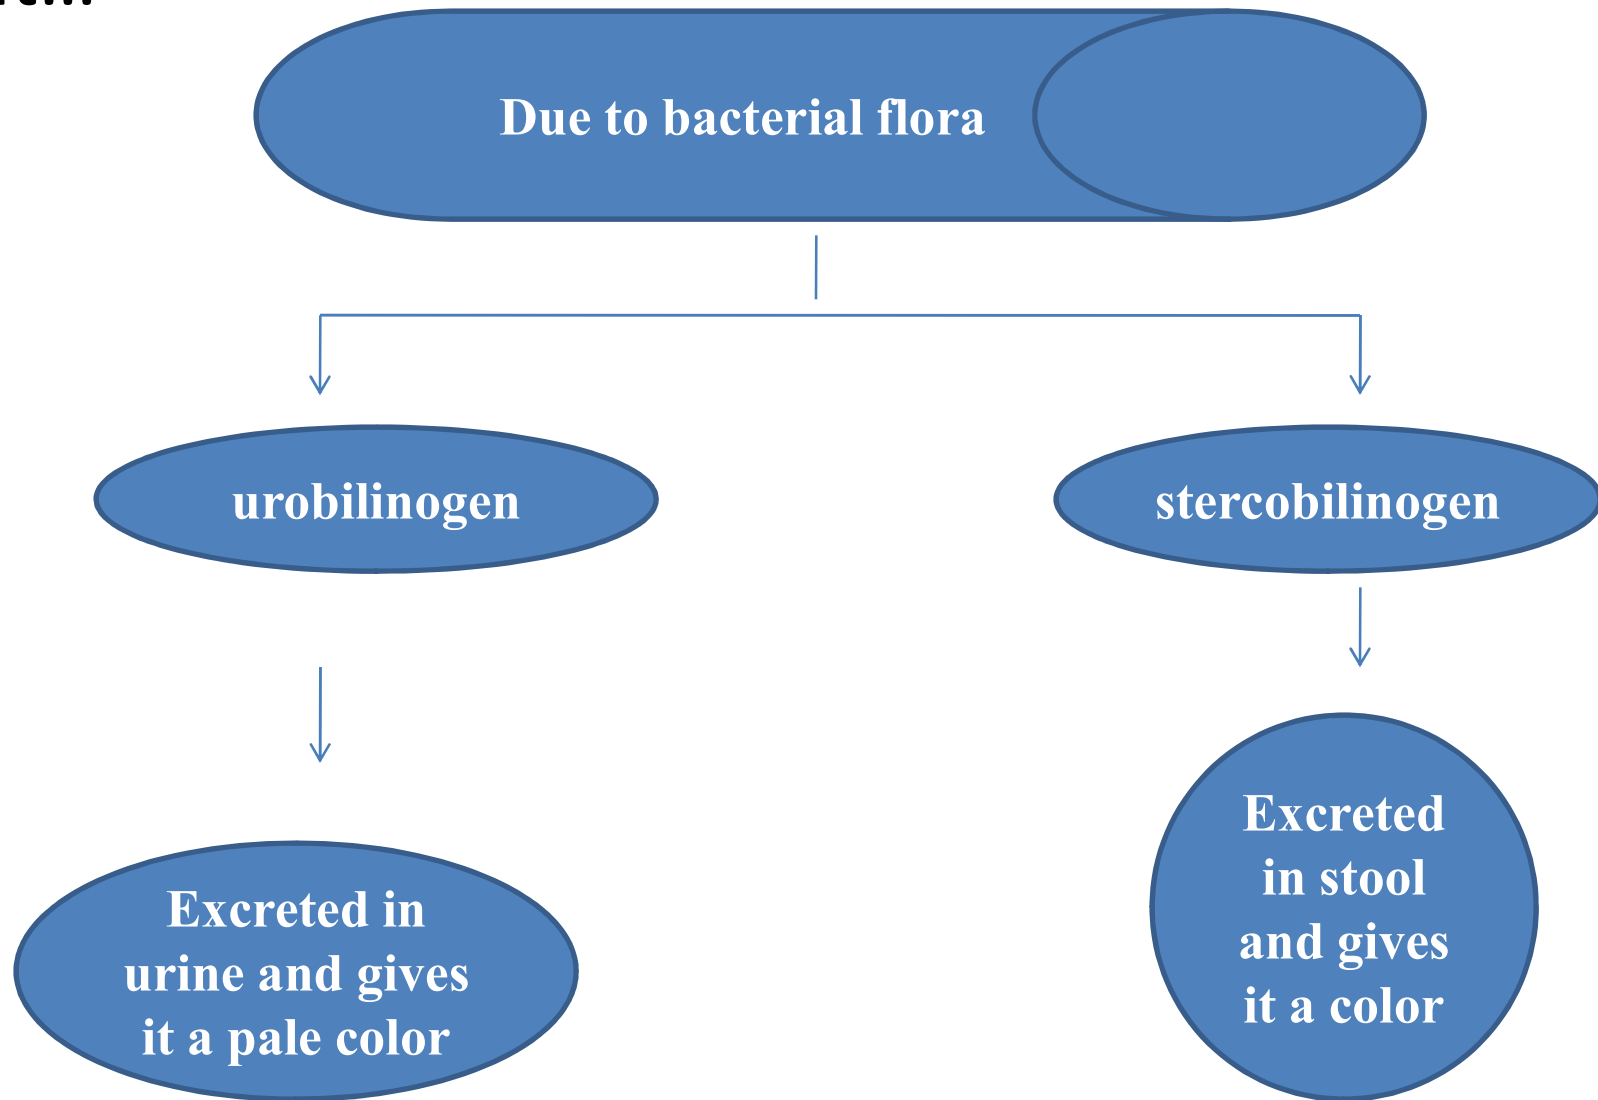 Due to bacterial flora
urobilinogen
stercobilinogen
Excreted in
urine and gives
it a pale color
Excreted
in stool
and gives
it a color